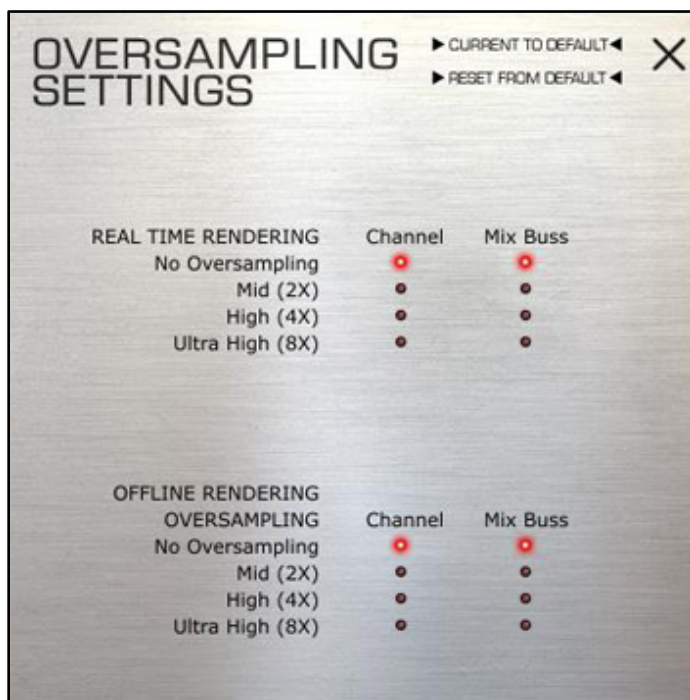 OVERSAMPLING
SETTINGS
▶ CURRENT TO DEFAULT ◀
▶ RESET FROM DEFAULT ◀
REAL TIME RENDERING Channel Mix Buss
No Oversampling
Mid (2X)
High (4X)
Ultra High (8X)
OFFLINE RENDERING
OVERSAMPLING Channel Mix Buss
No Oversampling
Mid (2X)
High (4X)
Ultra High (8X)